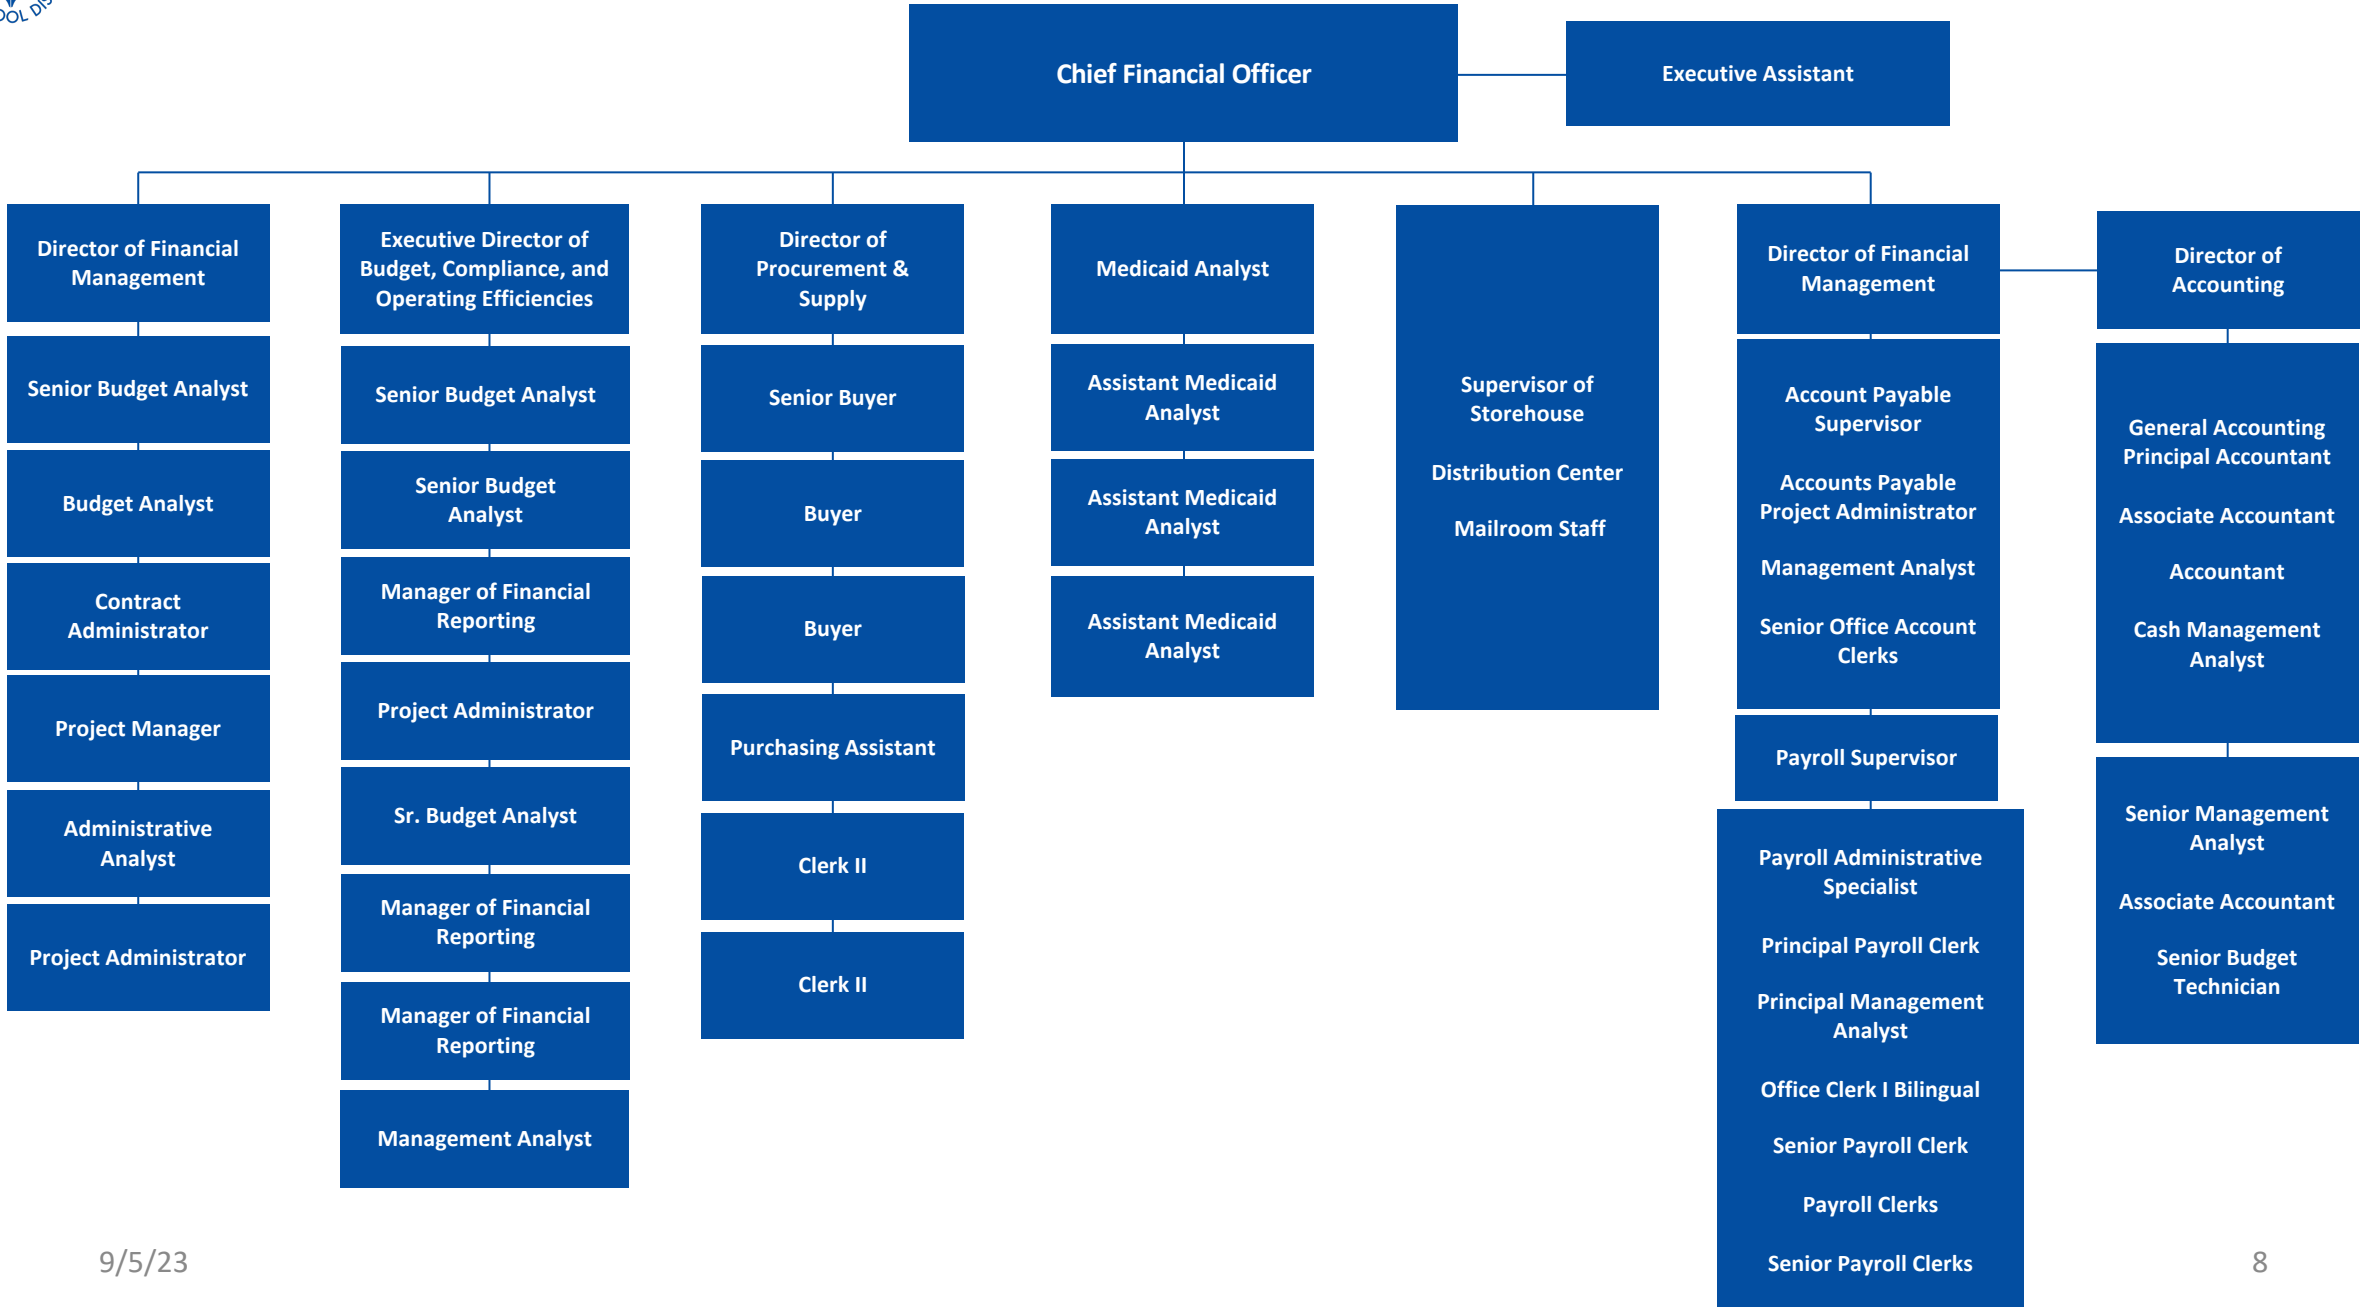 OOL DIS
Chief Financial Officer
Executive Assistant
Director of Financial
Management
Senior Budget Analyst
Budget Analyst
Contract
Administrator
Project Manager
Administrative
Analyst
Project Administrator
Executive Director of
Budget, Compliance, and
Operating Efficiencies
Senior Budget Analyst
Senior Budget
Analyst
Manager of Financial
Reporting
Project Administrator
Sr. Budget Analyst
Manager of Financial
Reporting
Manager of Financial
Reporting
Management Analyst
Director of
Procurement &
Supply
Senior Buyer
Buyer
Buyer
Purchasing Assistant
Clerk II
Clerk II
Medicaid Analyst
Assistant Medicaid
Analyst
Assistant Medicaid
Analyst
Assistant Medicaid
Analyst
Supervisor of
Storehouse
Distribution Center
Mailroom Staff
Director of Financial
Management
Account Payable
Supervisor
Accounts Payable
Project Administrator
Management Analyst
Senior Office Account
Clerks
Payroll Supervisor
Payroll Administrative
Specialist
Principal Payroll Clerk
Principal Management
Analyst
Office Clerk I Bilingual
Senior Payroll Clerk
Payroll Clerks
Senior Payroll Clerks
Director of
Accounting
General Accounting
Principal Accountant
Associate Accountant
Accountant
Cash Management
Analyst
Senior Management
Analyst
Associate Accountant
Senior Budget
Technician
9/5/23
8